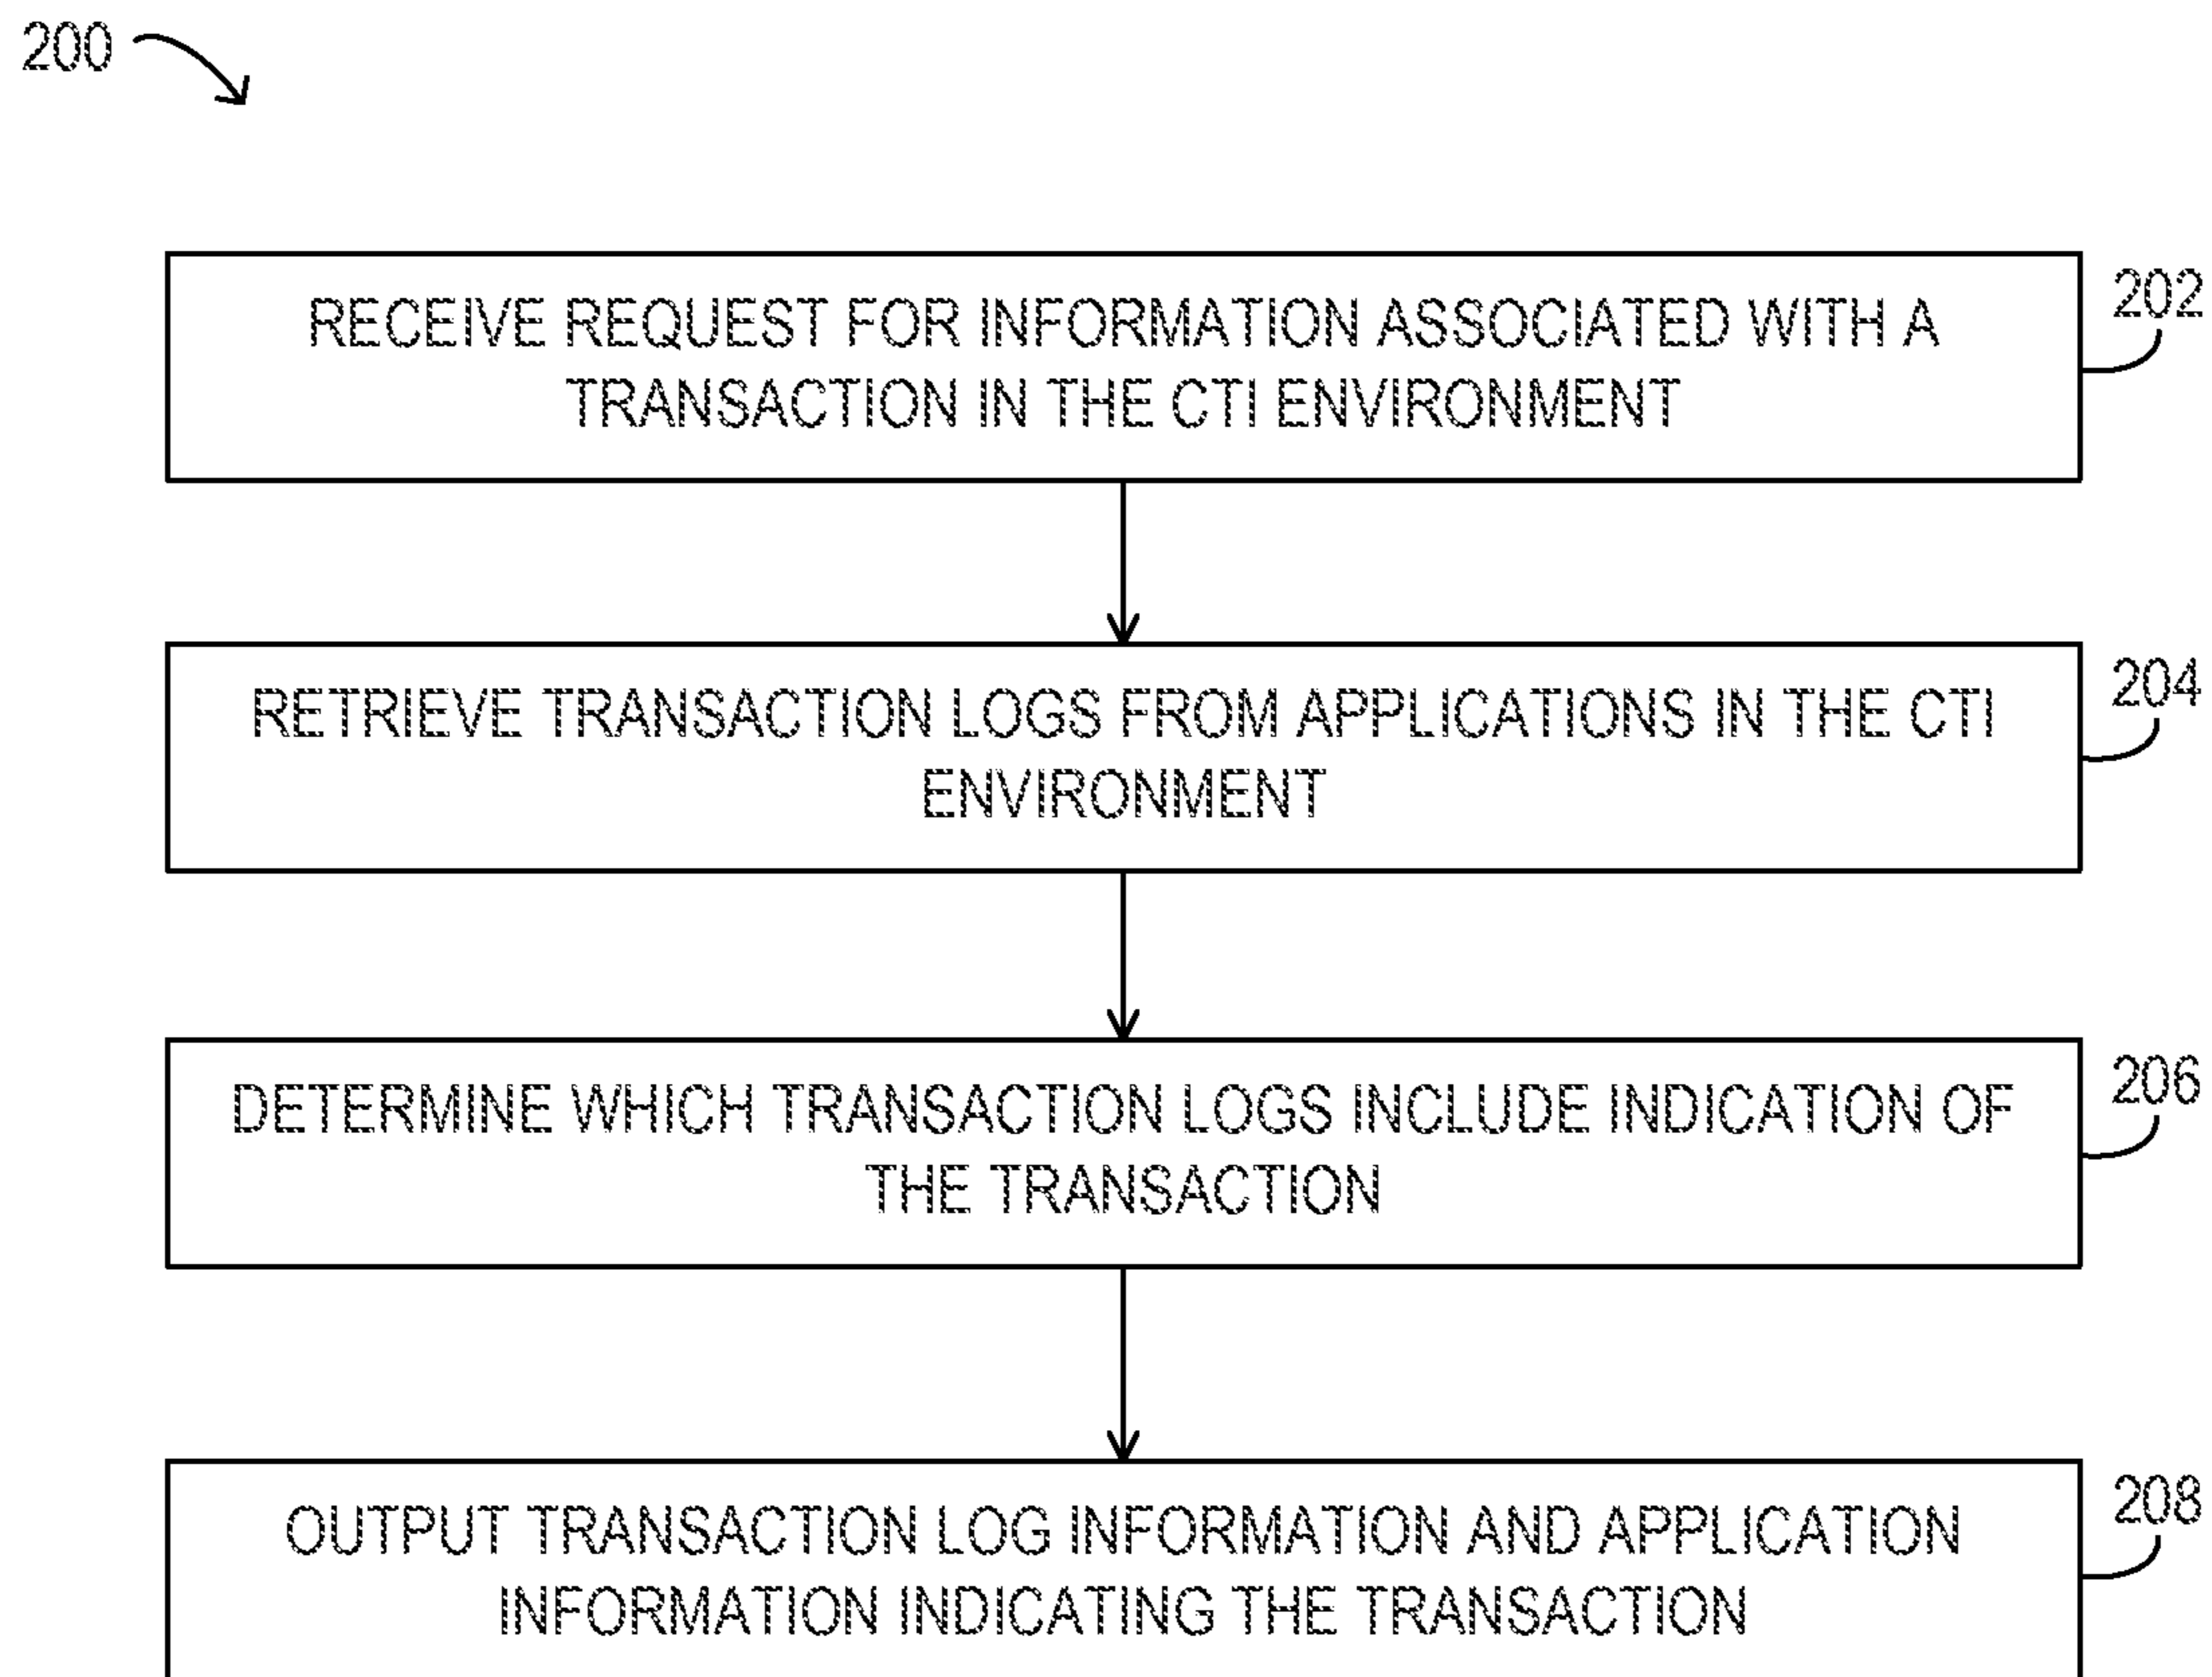 200
RECEIVE REQUEST FOR INFORMATION ASSOCIATED WITH A
TRANSACTION IN THE CTI ENVIRONMENT
202
RETRIEVE TRANSACTION LOGS FROM APPLICATIONS IN THE CTI
ENVIRONMENT
204
DETERMINE WHICH TRANSACTION LOGS INCLUDE INDICATION OF
THE TRANSACTION
206
OUTPUT TRANSACTION LOG INFORMATION AND APPLICATION
INFORMATION INDICATING THE TRANSACTION
208